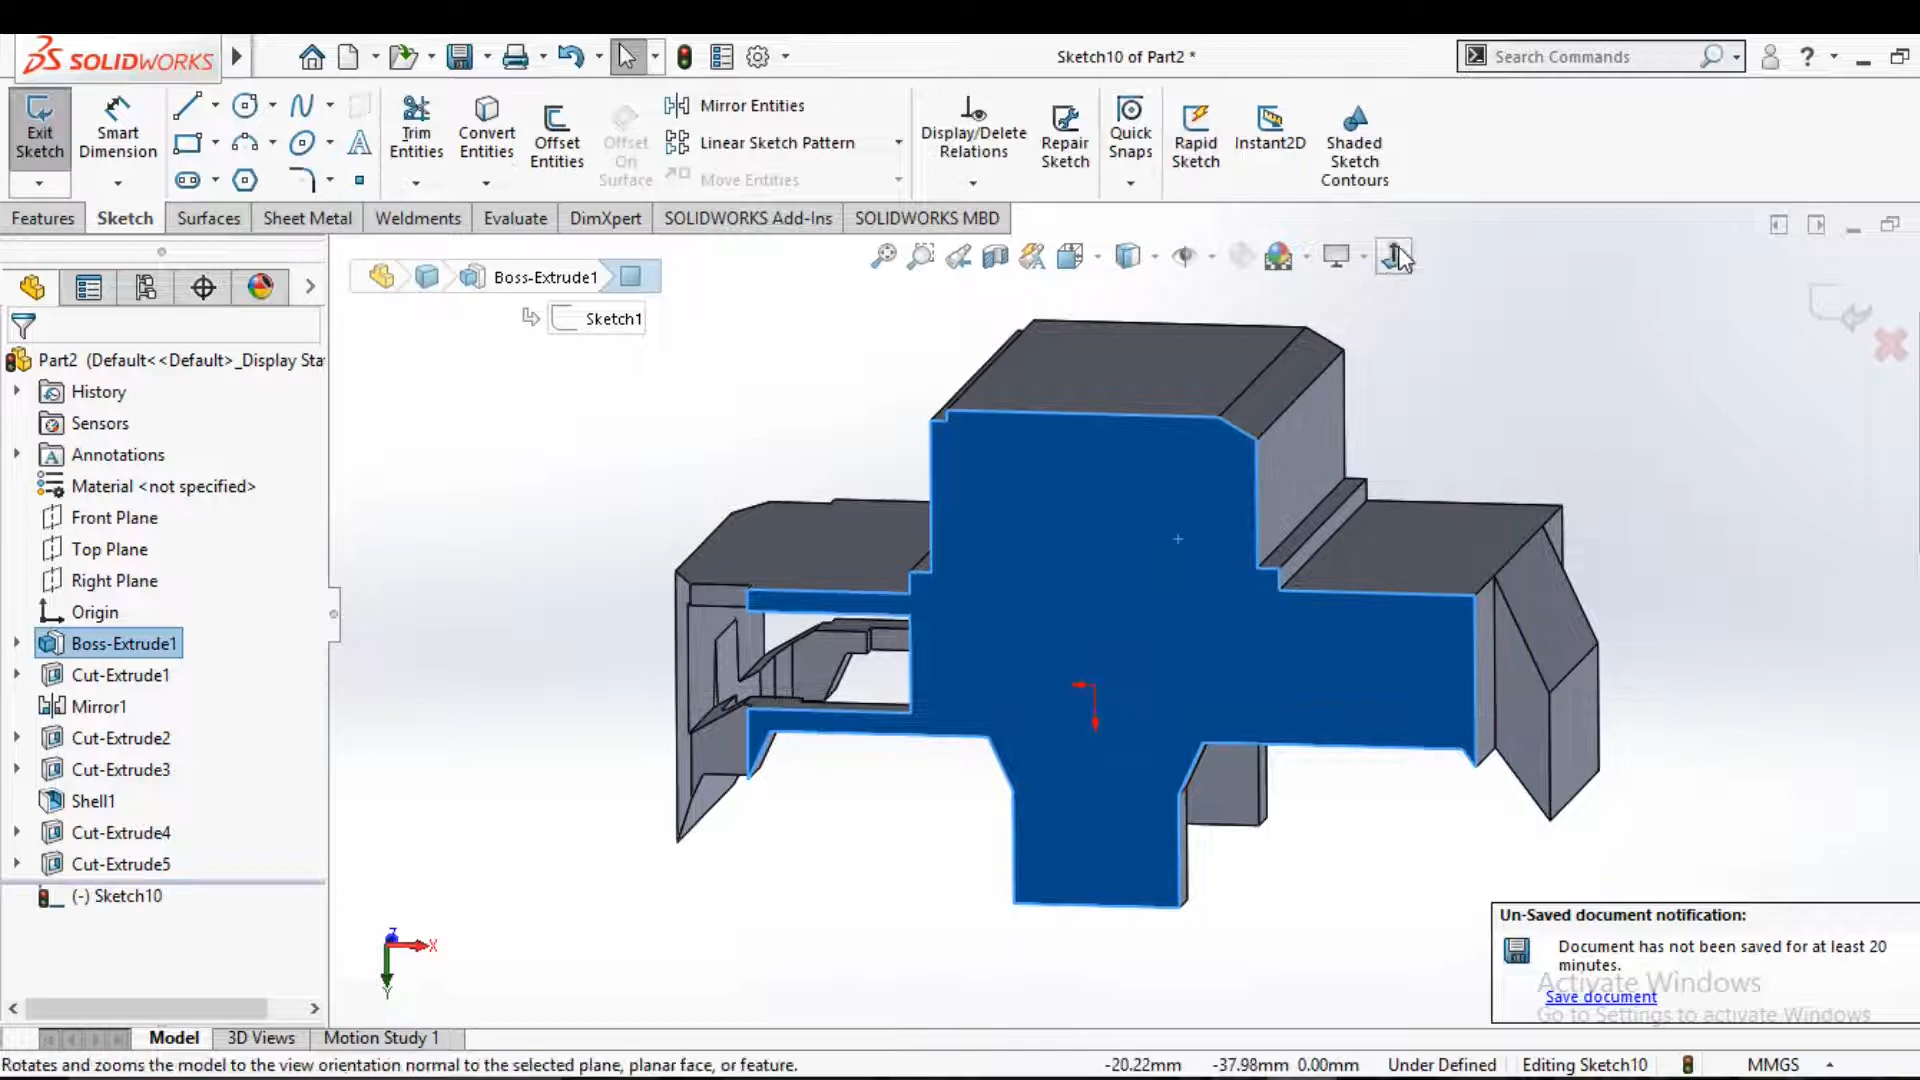 SOLIDWORKS
Sketch10 of Part2 *
Search Commands
?
Exit Sketch
Smart Dimension
Trim Entities
Convert Entities
Offset Entities
Offset On Surface
Mirror Entities
Linear Sketch Pattern
Move Entities
Display/Delete Relations
Repair Sketch
Quick Snaps
Rapid Sketch
Instant2D
Shaded Sketch Contours
Features
Sketch
Surfaces
Sheet Metal
Weldments
Evaluate
DimXpert
SOLIDWORKS Add-Ins
SOLIDWORKS MBD
Boss-Extrude1
Sketch1
Part2 (Default<<Default>_Display Sta
History
Sensors
Annotations
Material <not specified>
Front Plane
Top Plane
Right Plane
Origin
Boss-Extrude1
Cut-Extrude1
Mirror1
Cut-Extrude2
Cut-Extrude3
Shell1
Cut-Extrude4
Cut-Extrude5
(-) Sketch10
Z
X
Y
Un-Saved document notification:
Document has not been saved for at least 20
minutes.
Activate Windows
Save document
Go to Settings to activate Windows
Model
3D Views
Motion Study 1
Rotates and zooms the model to the view orientation normal to the selected plane, planar face, or feature.
-20.22mm
-37.98mm 0.00mm
Under Defined
Editing Sketch10
MMGS